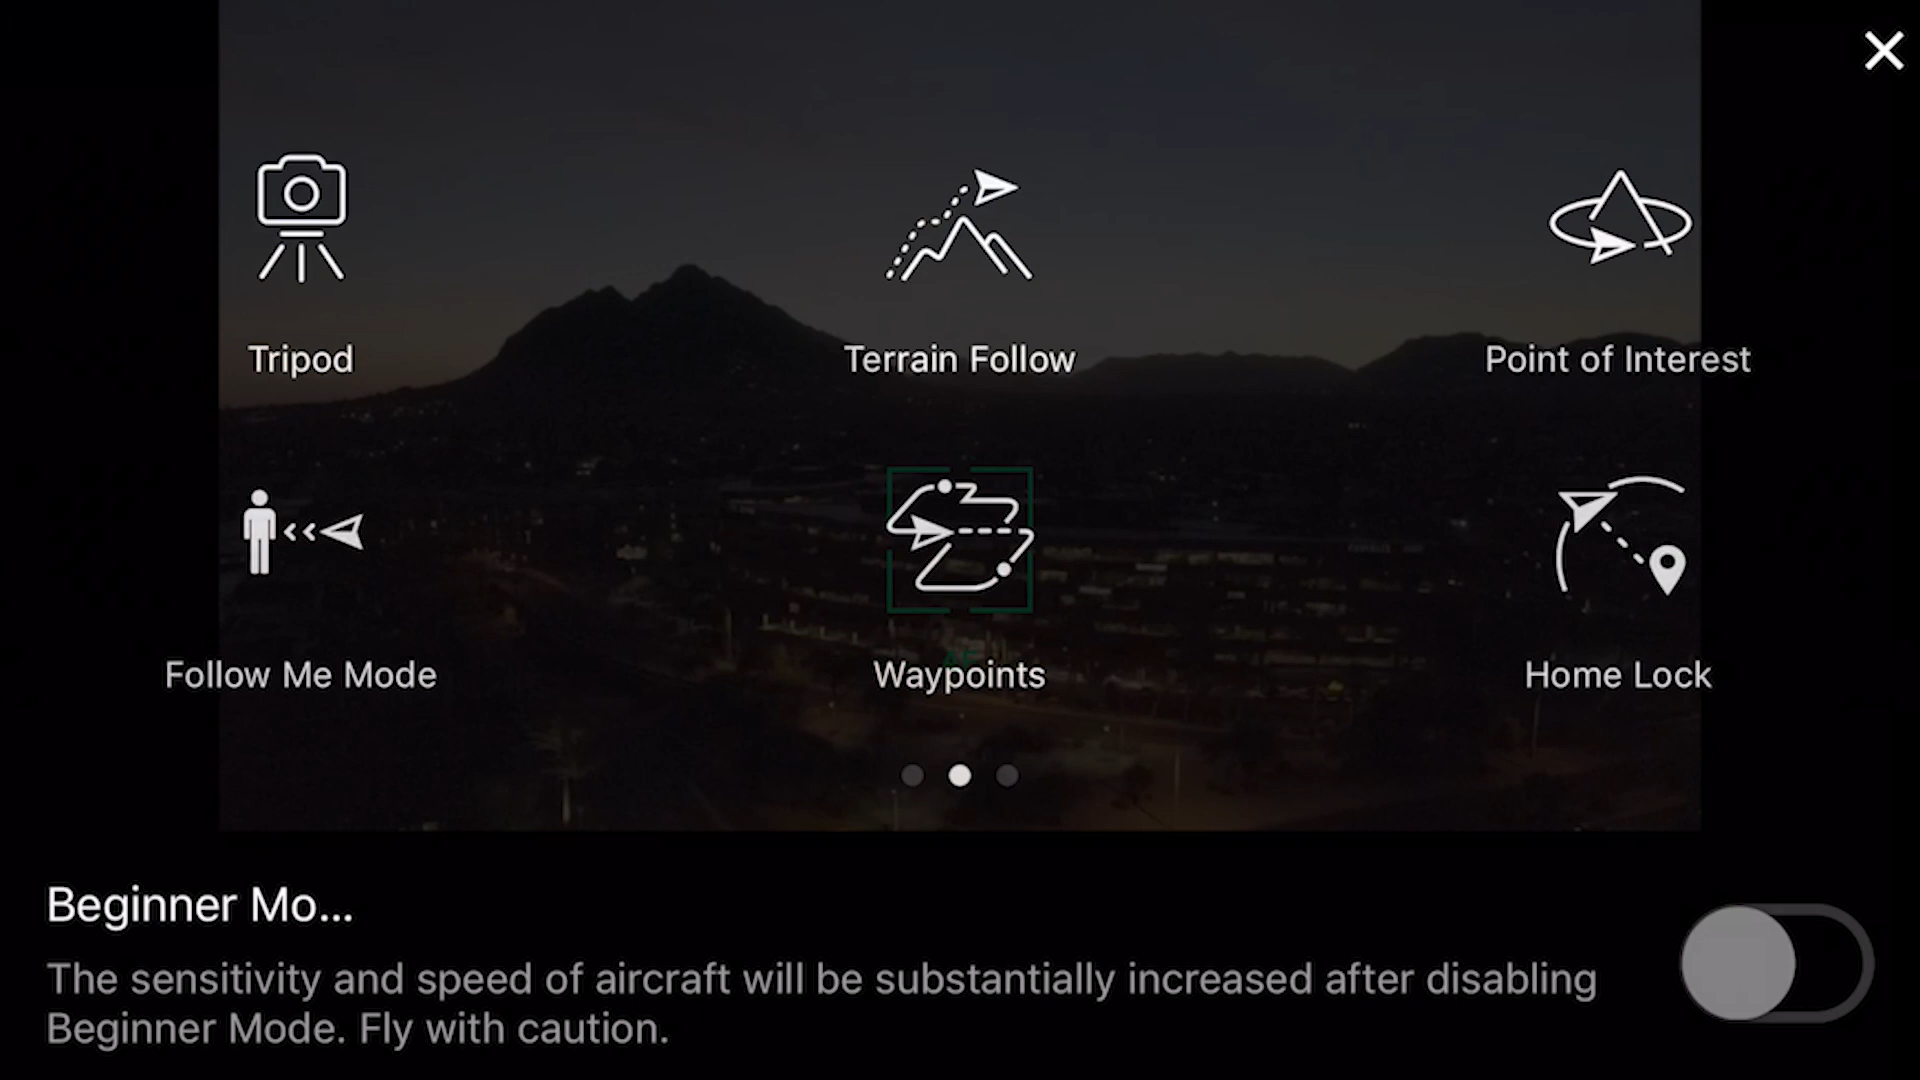 Tripod
Terrain Follow
Point of Interest
Follow Me Mode
Waypoints
Home Lock
Beginner Mo...
The sensitivity and speed of aircraft will be substantially increased after disabling
Beginner Mode. Fly with caution.